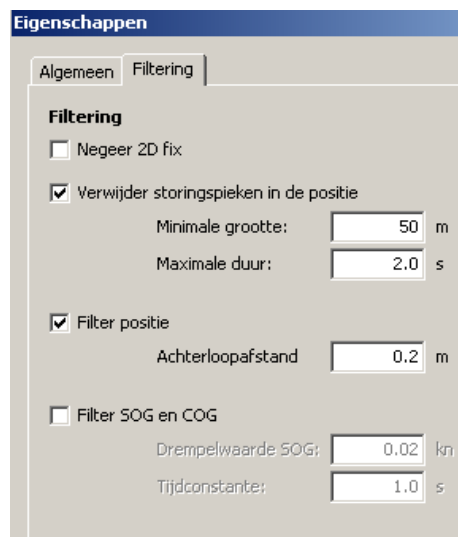 Eigenschappen
Algemeen Filtering
Filtering
Negeer 2D fix
Verwijder storingspieken in de positie
Minimale grootte: 50 m
Maximale duur: 2.0 s
Filter positie
Achterloopafstand 0.2 m
Filter SOG en COG
Drempelwaarde SOG: 0.02 kn
Tijdconstante: 1.0 s